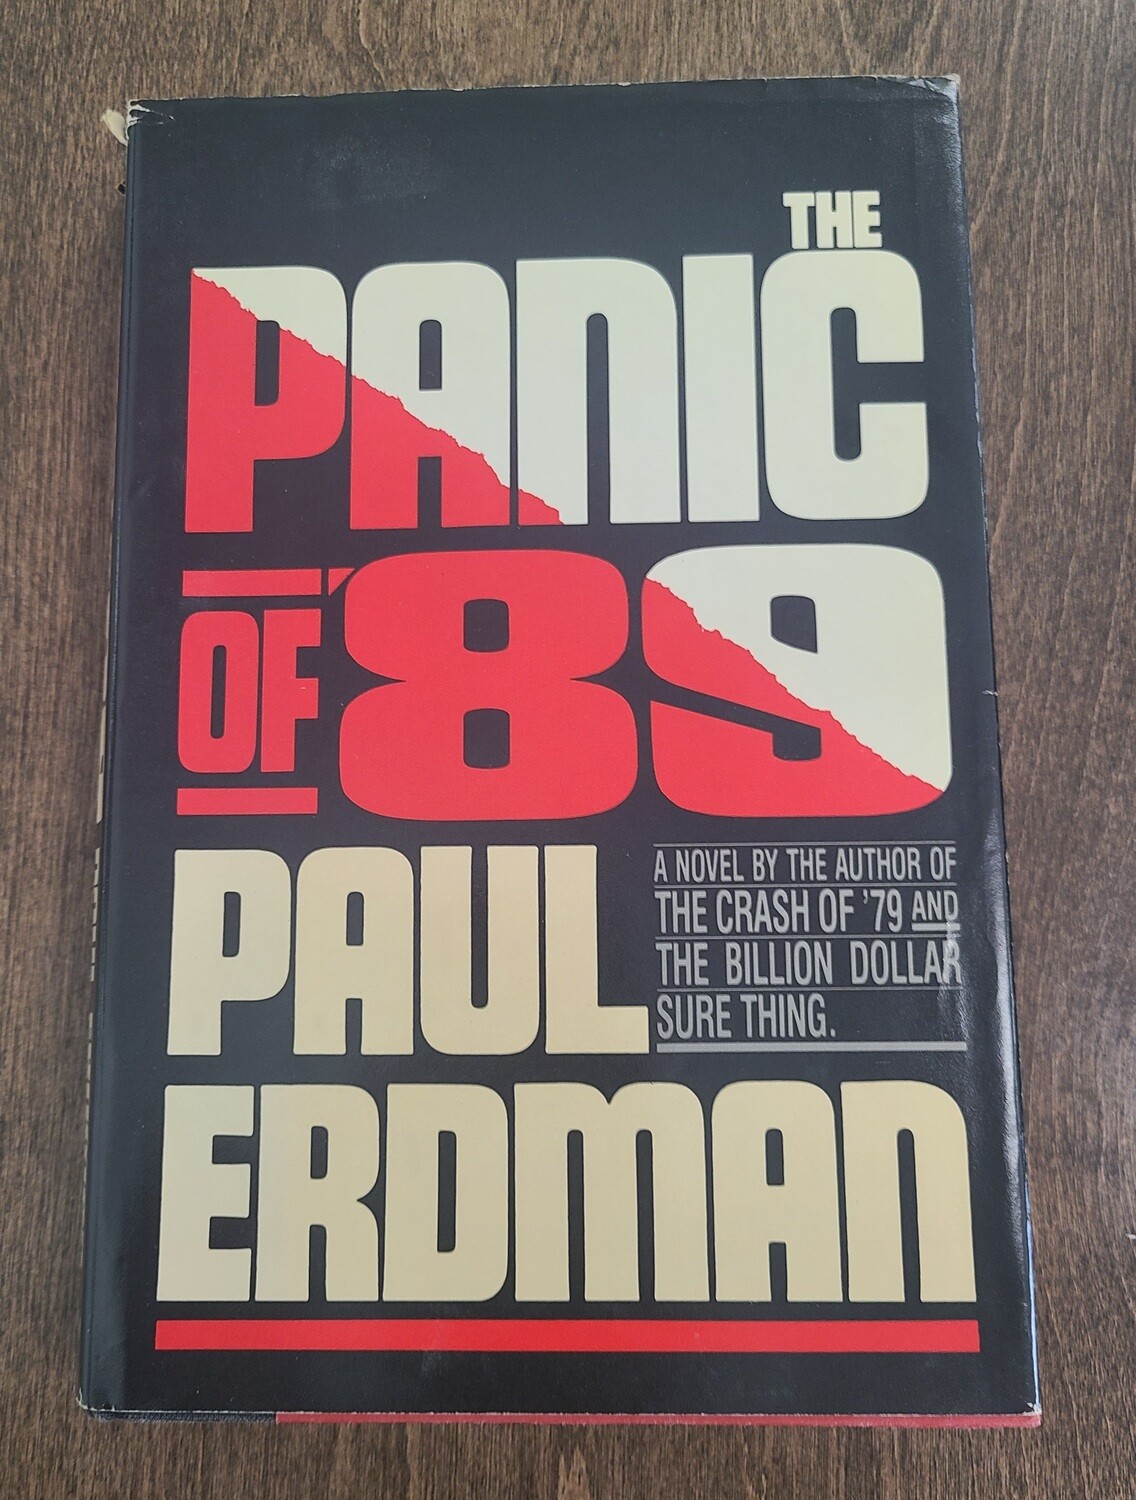 THE
PANIC
OF '89
PAUL
ERDMAN
A NOVEL BY THE AUTHOR OF
THE CRASH OF '79 AND
THE BILLION DOLLAR
SURE THING.